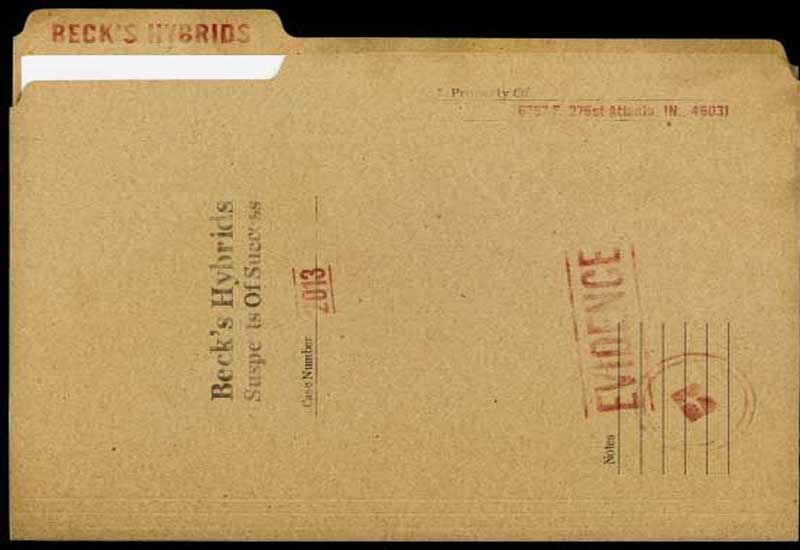 BECK'S HYBRIDS
Property Of
6767 E. 276st Atlanta, IN. 46031
Beck's Hybrids
Suspects Of Success
Case Number 2013
EVIDENCE
Notes